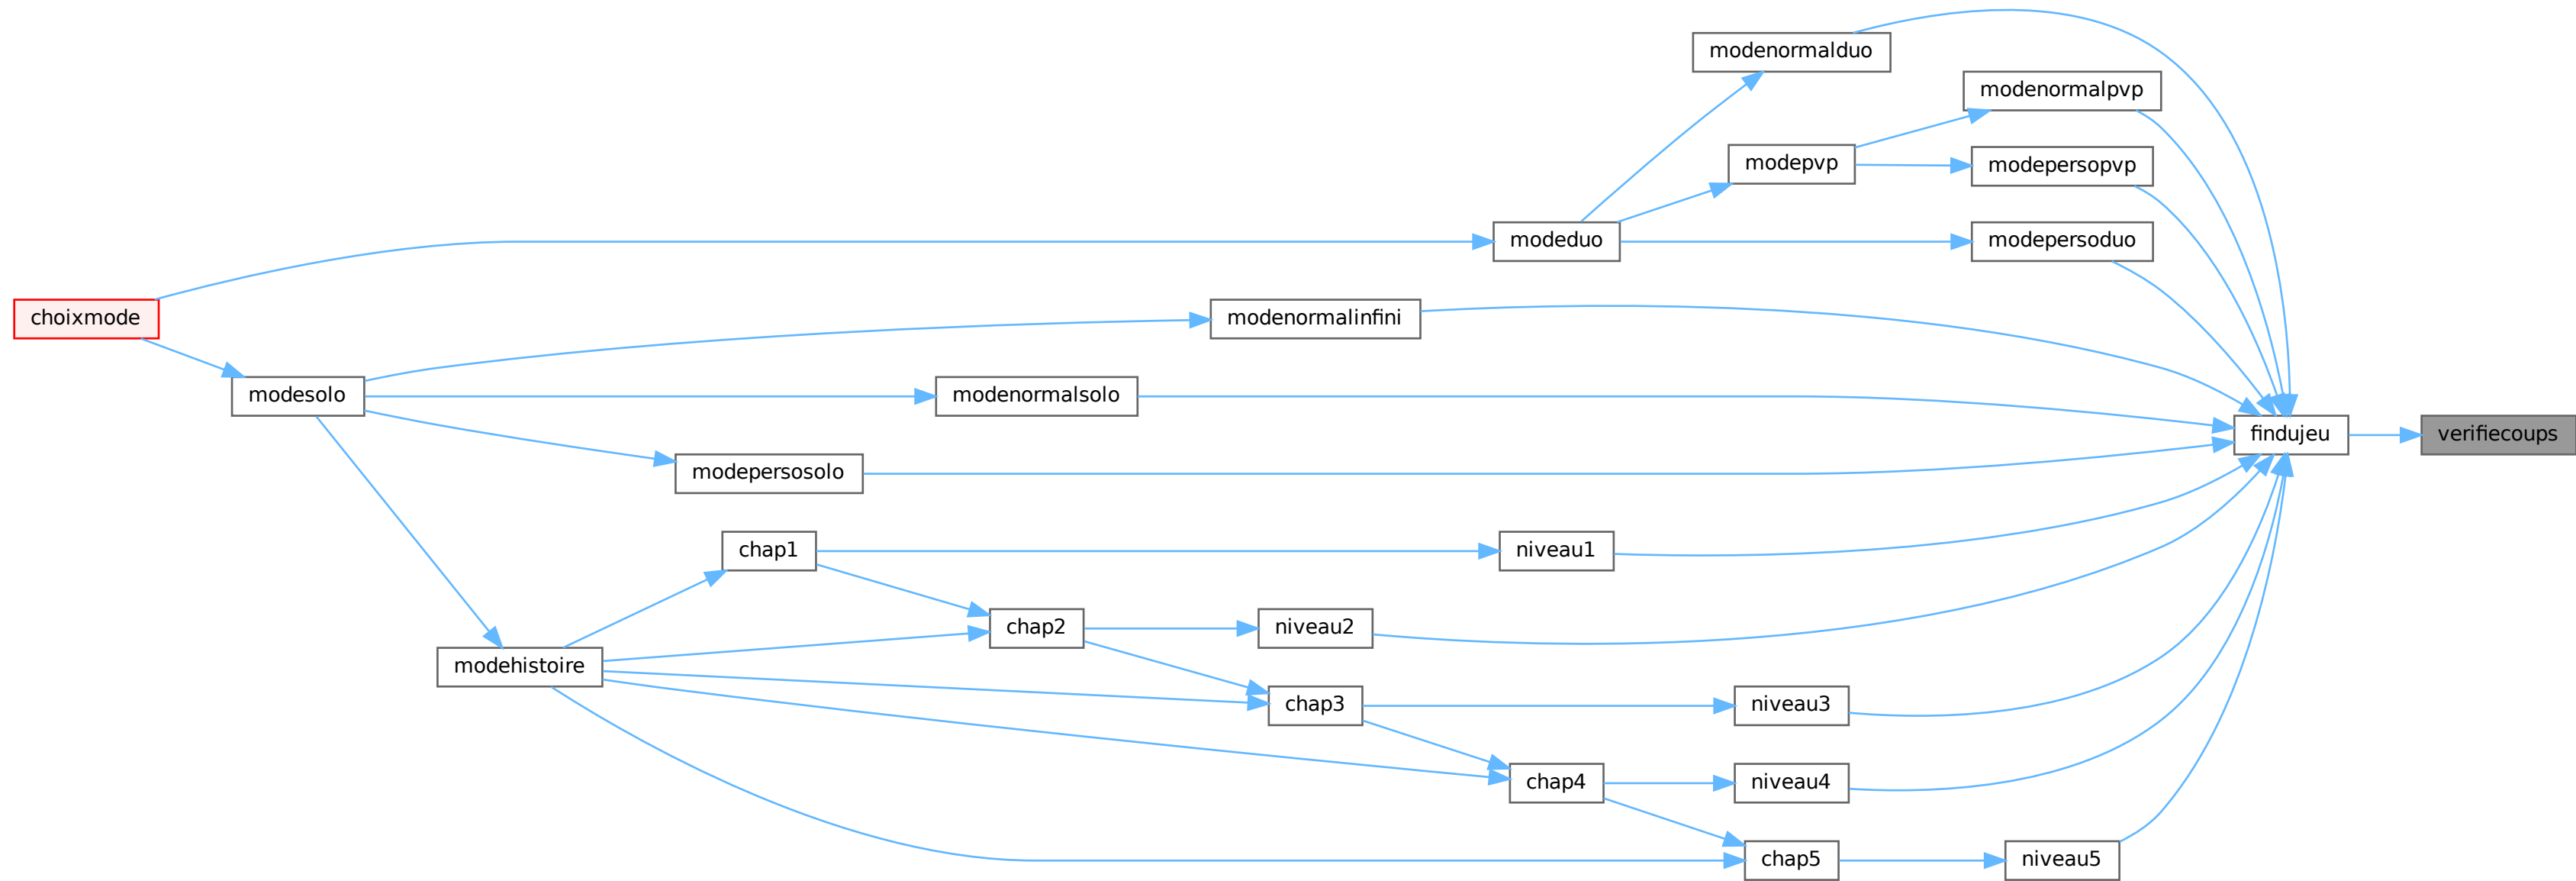 modenormalduo
modenormalpvp
modepvp
modepersopvp
modeduo
modepersoduo
choixmode
modenormalinfini
modesolo
modenormalsolo
findujeu
verifiecoups
modepersosolo
chap1
niveau1
chap2
niveau2
modehistoire
chap3
niveau3
chap4
niveau4
chap5
niveau5